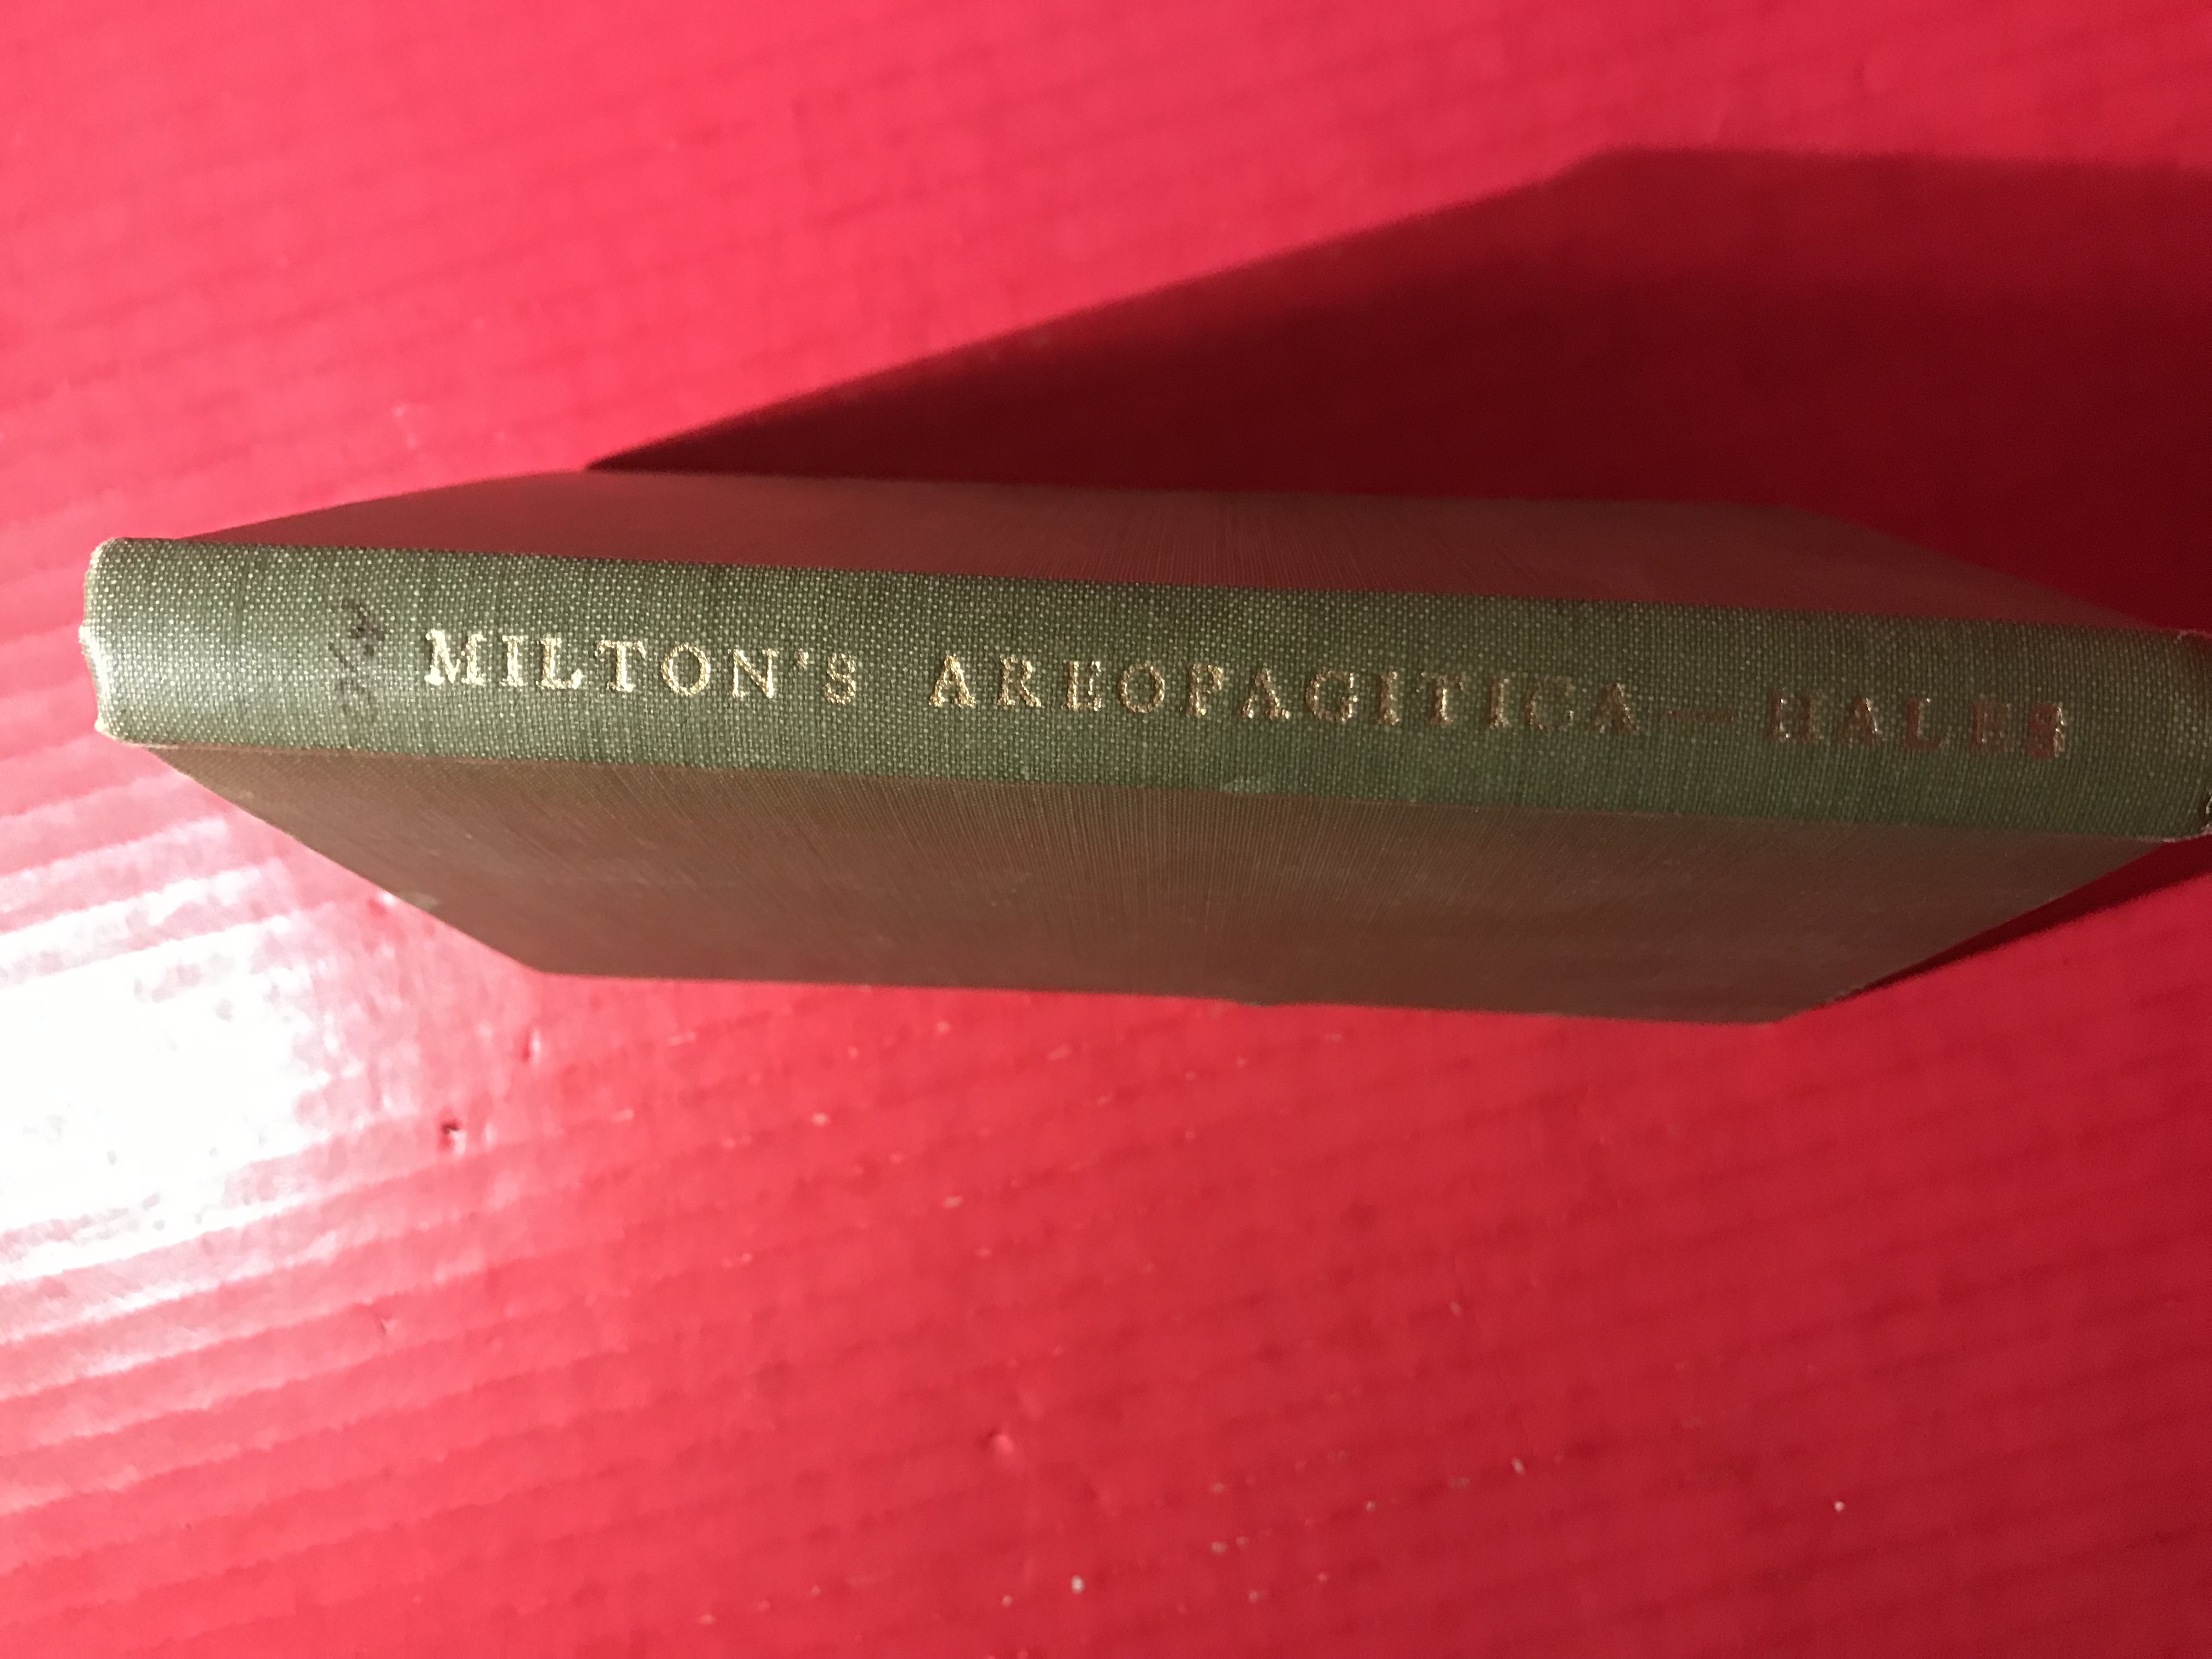 MILTON'S AREOPAGITICA — HALES